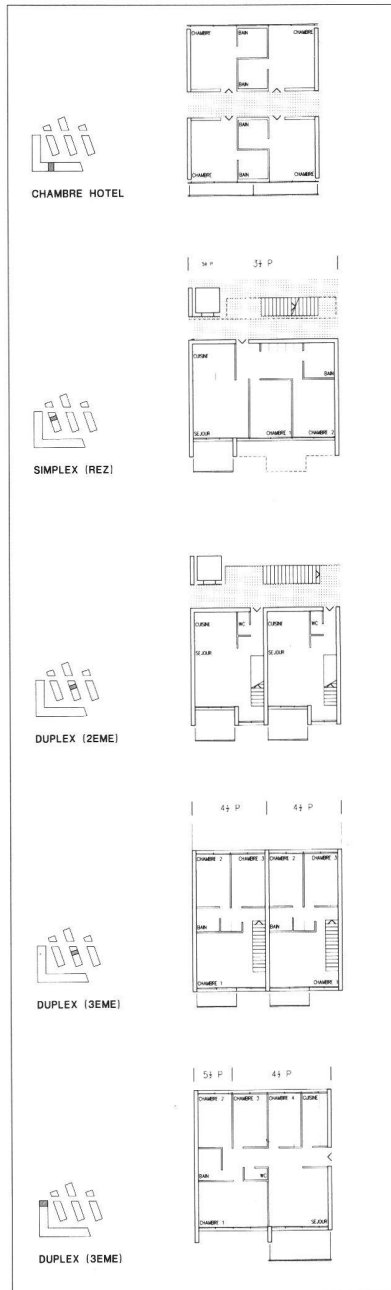 CHAMBRE BAIN CHAMBRE
BAIN
BAIN
CHAMBRE BAIN CHAMBRE
CHAMBRE HOTEL
3½ P
CUISINE
BAIN
SEJOUR CHAMBRE 1 CHAMBRE 2
SIMPLEX (REZ)
CUISINE WC CUISINE WC
SEJOUR SEJOUR
DUPLEX (2EME)
4½ P 4½ P
CHAMBRE 2 CHAMBRE 3 CHAMBRE 2 CHAMBRE 3
BAIN BAIN
CHAMBRE 1 CHAMBRE 1
DUPLEX (3EME)
5½ P 4½ P
CHAMBRE 2 CHAMBRE 3 CHAMBRE 4 CUISINE
BAIN WC
CHAMBRE 1 SEJOUR
DUPLEX (3EME)